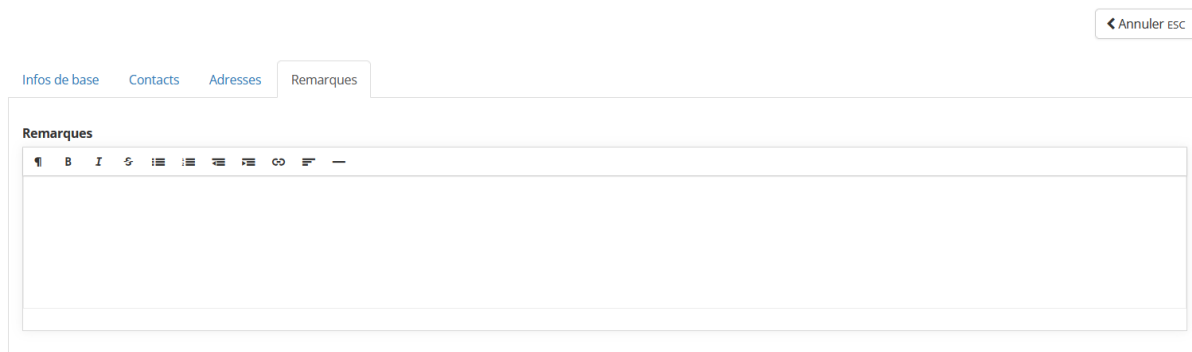 Annuler ESC
Infos de base Contacts Adresses Remarques
Remarques
¶ B I S